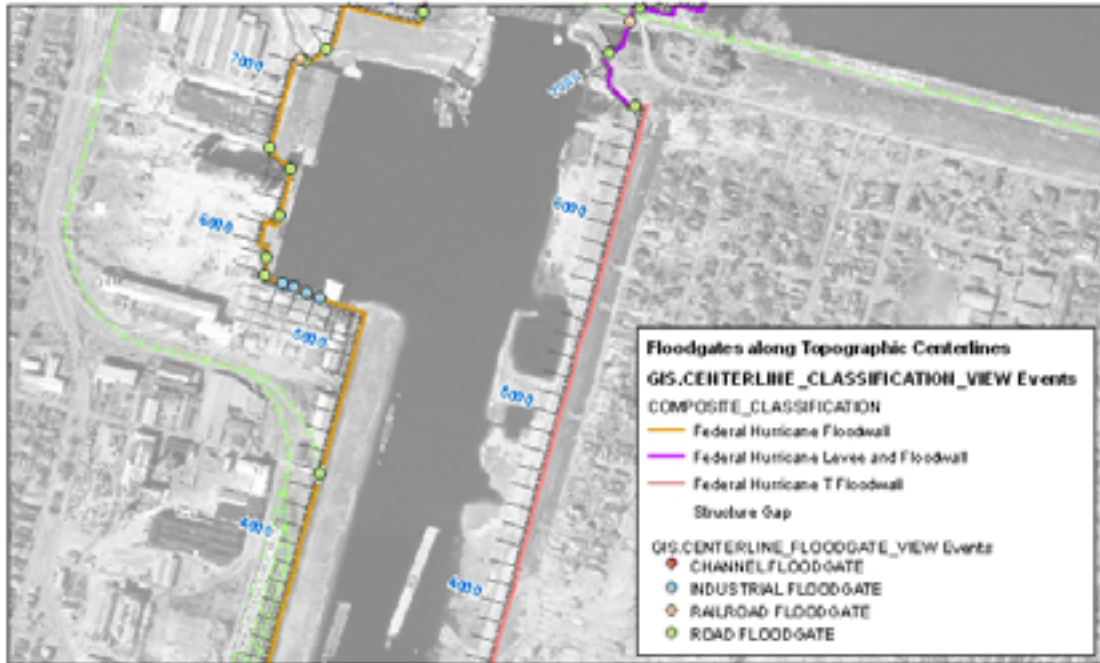 7000
7000
6000
6000
5000
5000
4000
4000
Floodgates along Topographic Centerlines
GIS.CENTERLINE_CLASSIFICATION_VIEW Events
COMPOSITE_CLASSIFICATION
Federal Hurricane Floodwall
Federal Hurricane Levee and Floodwall
Federal Hurricane T Floodwall
Structure Gap
GIS.CENTERLINE_FLOODGATE_VIEW Events
CHANNEL FLOODGATE
INDUSTRIAL FLOODGATE
RAILROAD FLOODGATE
ROAD FLOODGATE